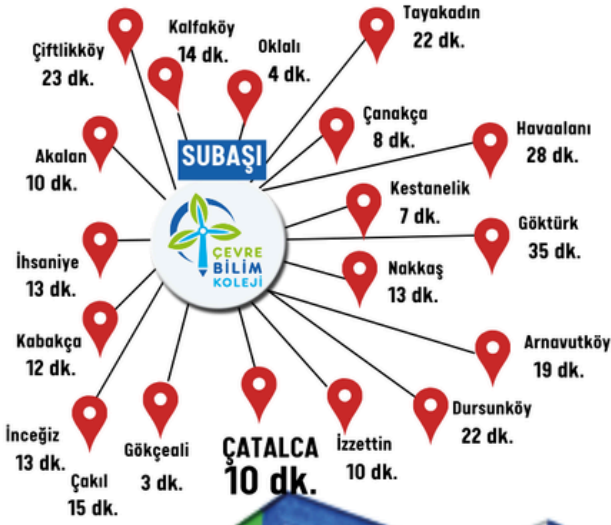 Kalfaköy
14 dk.
Oklalı
4 dk.
Tayakadın
22 dk.
Çiftlikköy
23 dk.
Çanakça
8 dk.
Havaalanı
28 dk.
Akalan
10 dk.
SUBAŞI
ÇEVRE
BİLİM
KOLEJİ
Kestanelik
7 dk.
Göktürk
35 dk.
İhsaniye
13 dk.
Nakkaş
13 dk.
Kabakça
12 dk.
Arnavutköy
19 dk.
İnceğiz
13 dk.
Çakıl
15 dk.
Gökçeali
3 dk.
ÇATALCA
10 dk.
İzzettin
10 dk.
Dursunköy
22 dk.